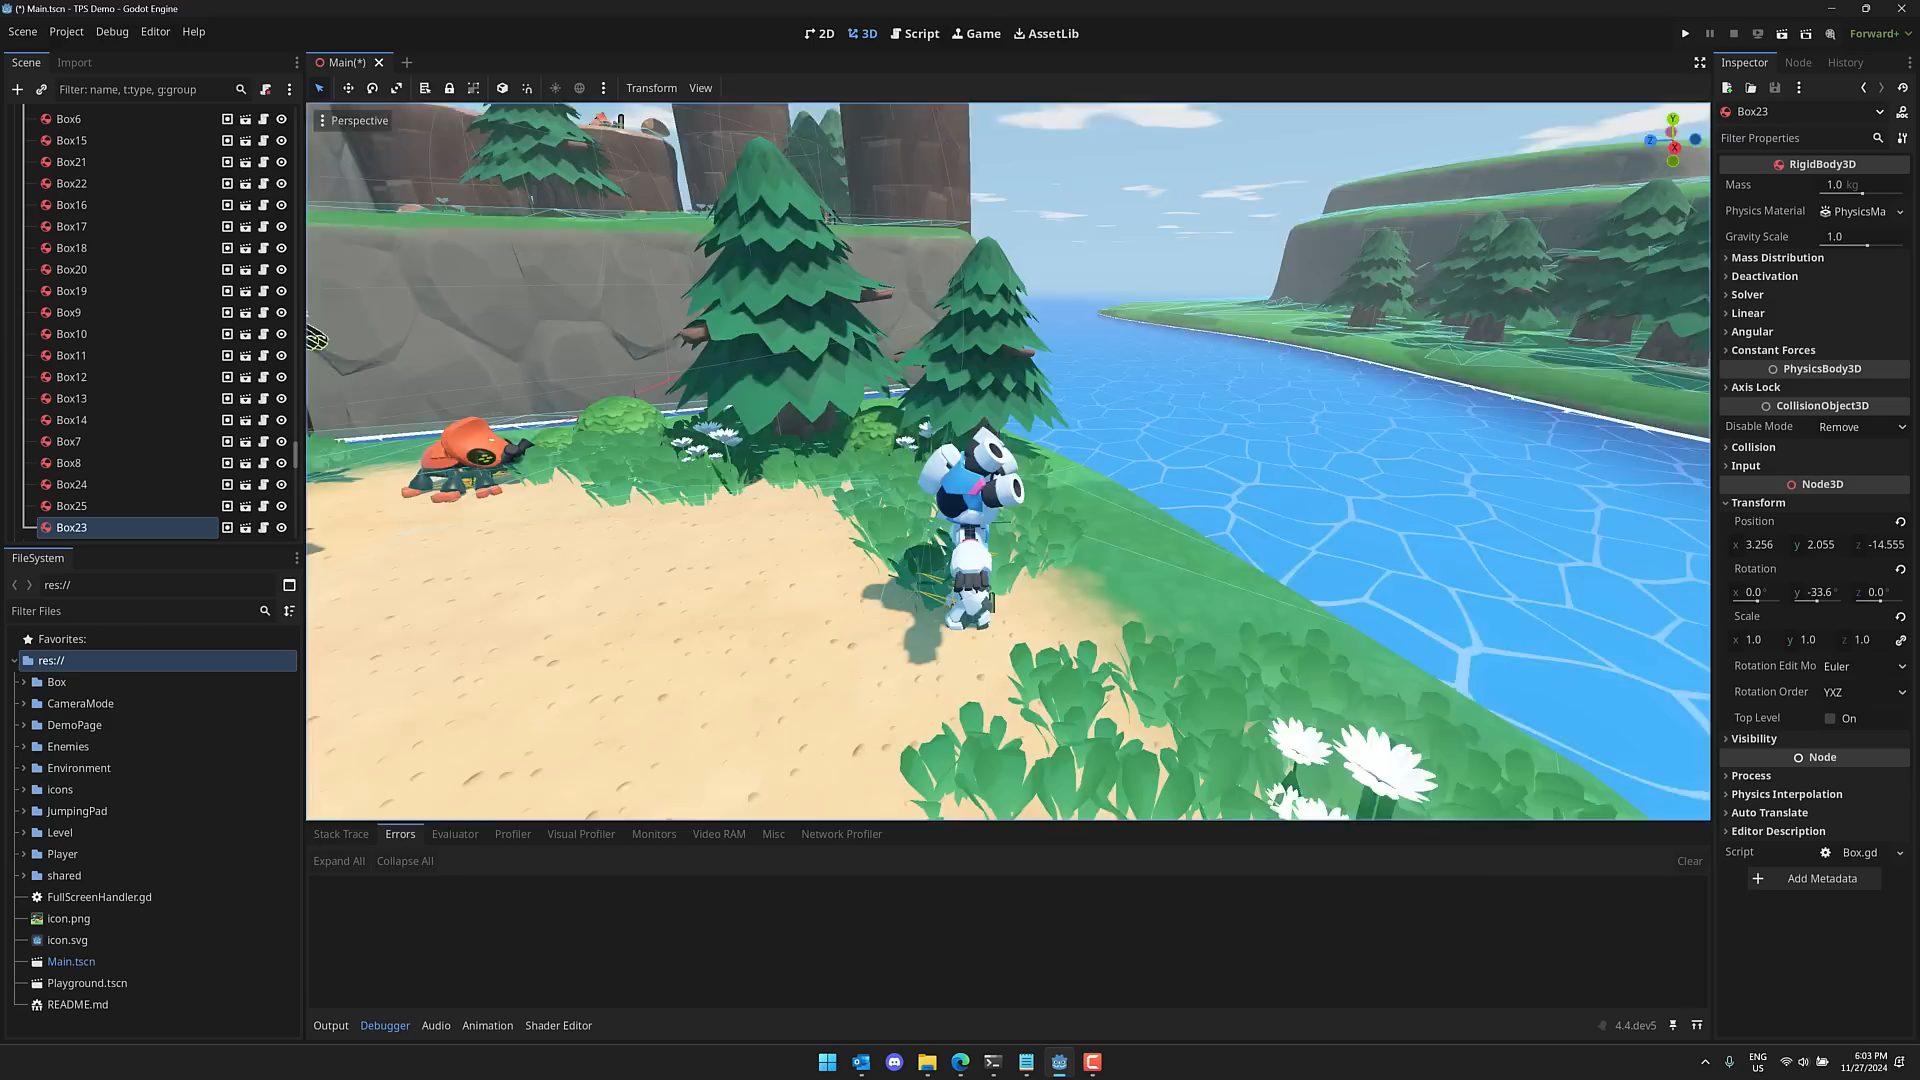 (*) Main.tscn - TPS Demo - Godot Engine
Scene Project Debug Editor Help
2D 3D Script Game AssetLib
Forward+
Scene Import
Main(*)
Inspector Node History
Filter: name, t:type, g:group
Transform View
Perspective
Box6
Box15
Box21
Box22
Box16
Box17
Box18
Box20
Box19
Box9
Box10
Box11
Box12
Box13
Box14
Box7
Box8
Box24
Box25
Box23
FileSystem
res://
Filter Files
Favorites:
res://
Box
CameraMode
DemoPage
Enemies
Environment
icons
JumpingPad
Level
Player
shared
FullScreenHandler.gd
icon.png
icon.svg
Main.tscn
Playground.tscn
README.md
Y
Z
X
Stack Trace Errors Evaluator Profiler Visual Profiler Monitors Video RAM Misc Network Profiler
Expand All Collapse All
Clear
Output Debugger Audio Animation Shader Editor
4.4.dev5
Box23
Filter Properties
RigidBody3D
Mass 1.0 kg
Physics Material PhysicsMa
Gravity Scale 1.0
Mass Distribution
Deactivation
Solver
Linear
Angular
Constant Forces
PhysicsBody3D
Axis Lock
CollisionObject3D
Disable Mode Remove
Collision
Input
Node3D
Transform
Position
x 3.256 y 2.055 z -14.555
Rotation
x 0.0 ° y -33.6 ° z 0.0 °
Scale
x 1.0 y 1.0 z 1.0
Rotation Edit Mo Euler
Rotation Order YXZ
Top Level On
Visibility
Node
Process
Physics Interpolation
Auto Translate
Editor Description
Script Box.gd
Add Metadata
ENG
US
6:03 PM
11/27/2024